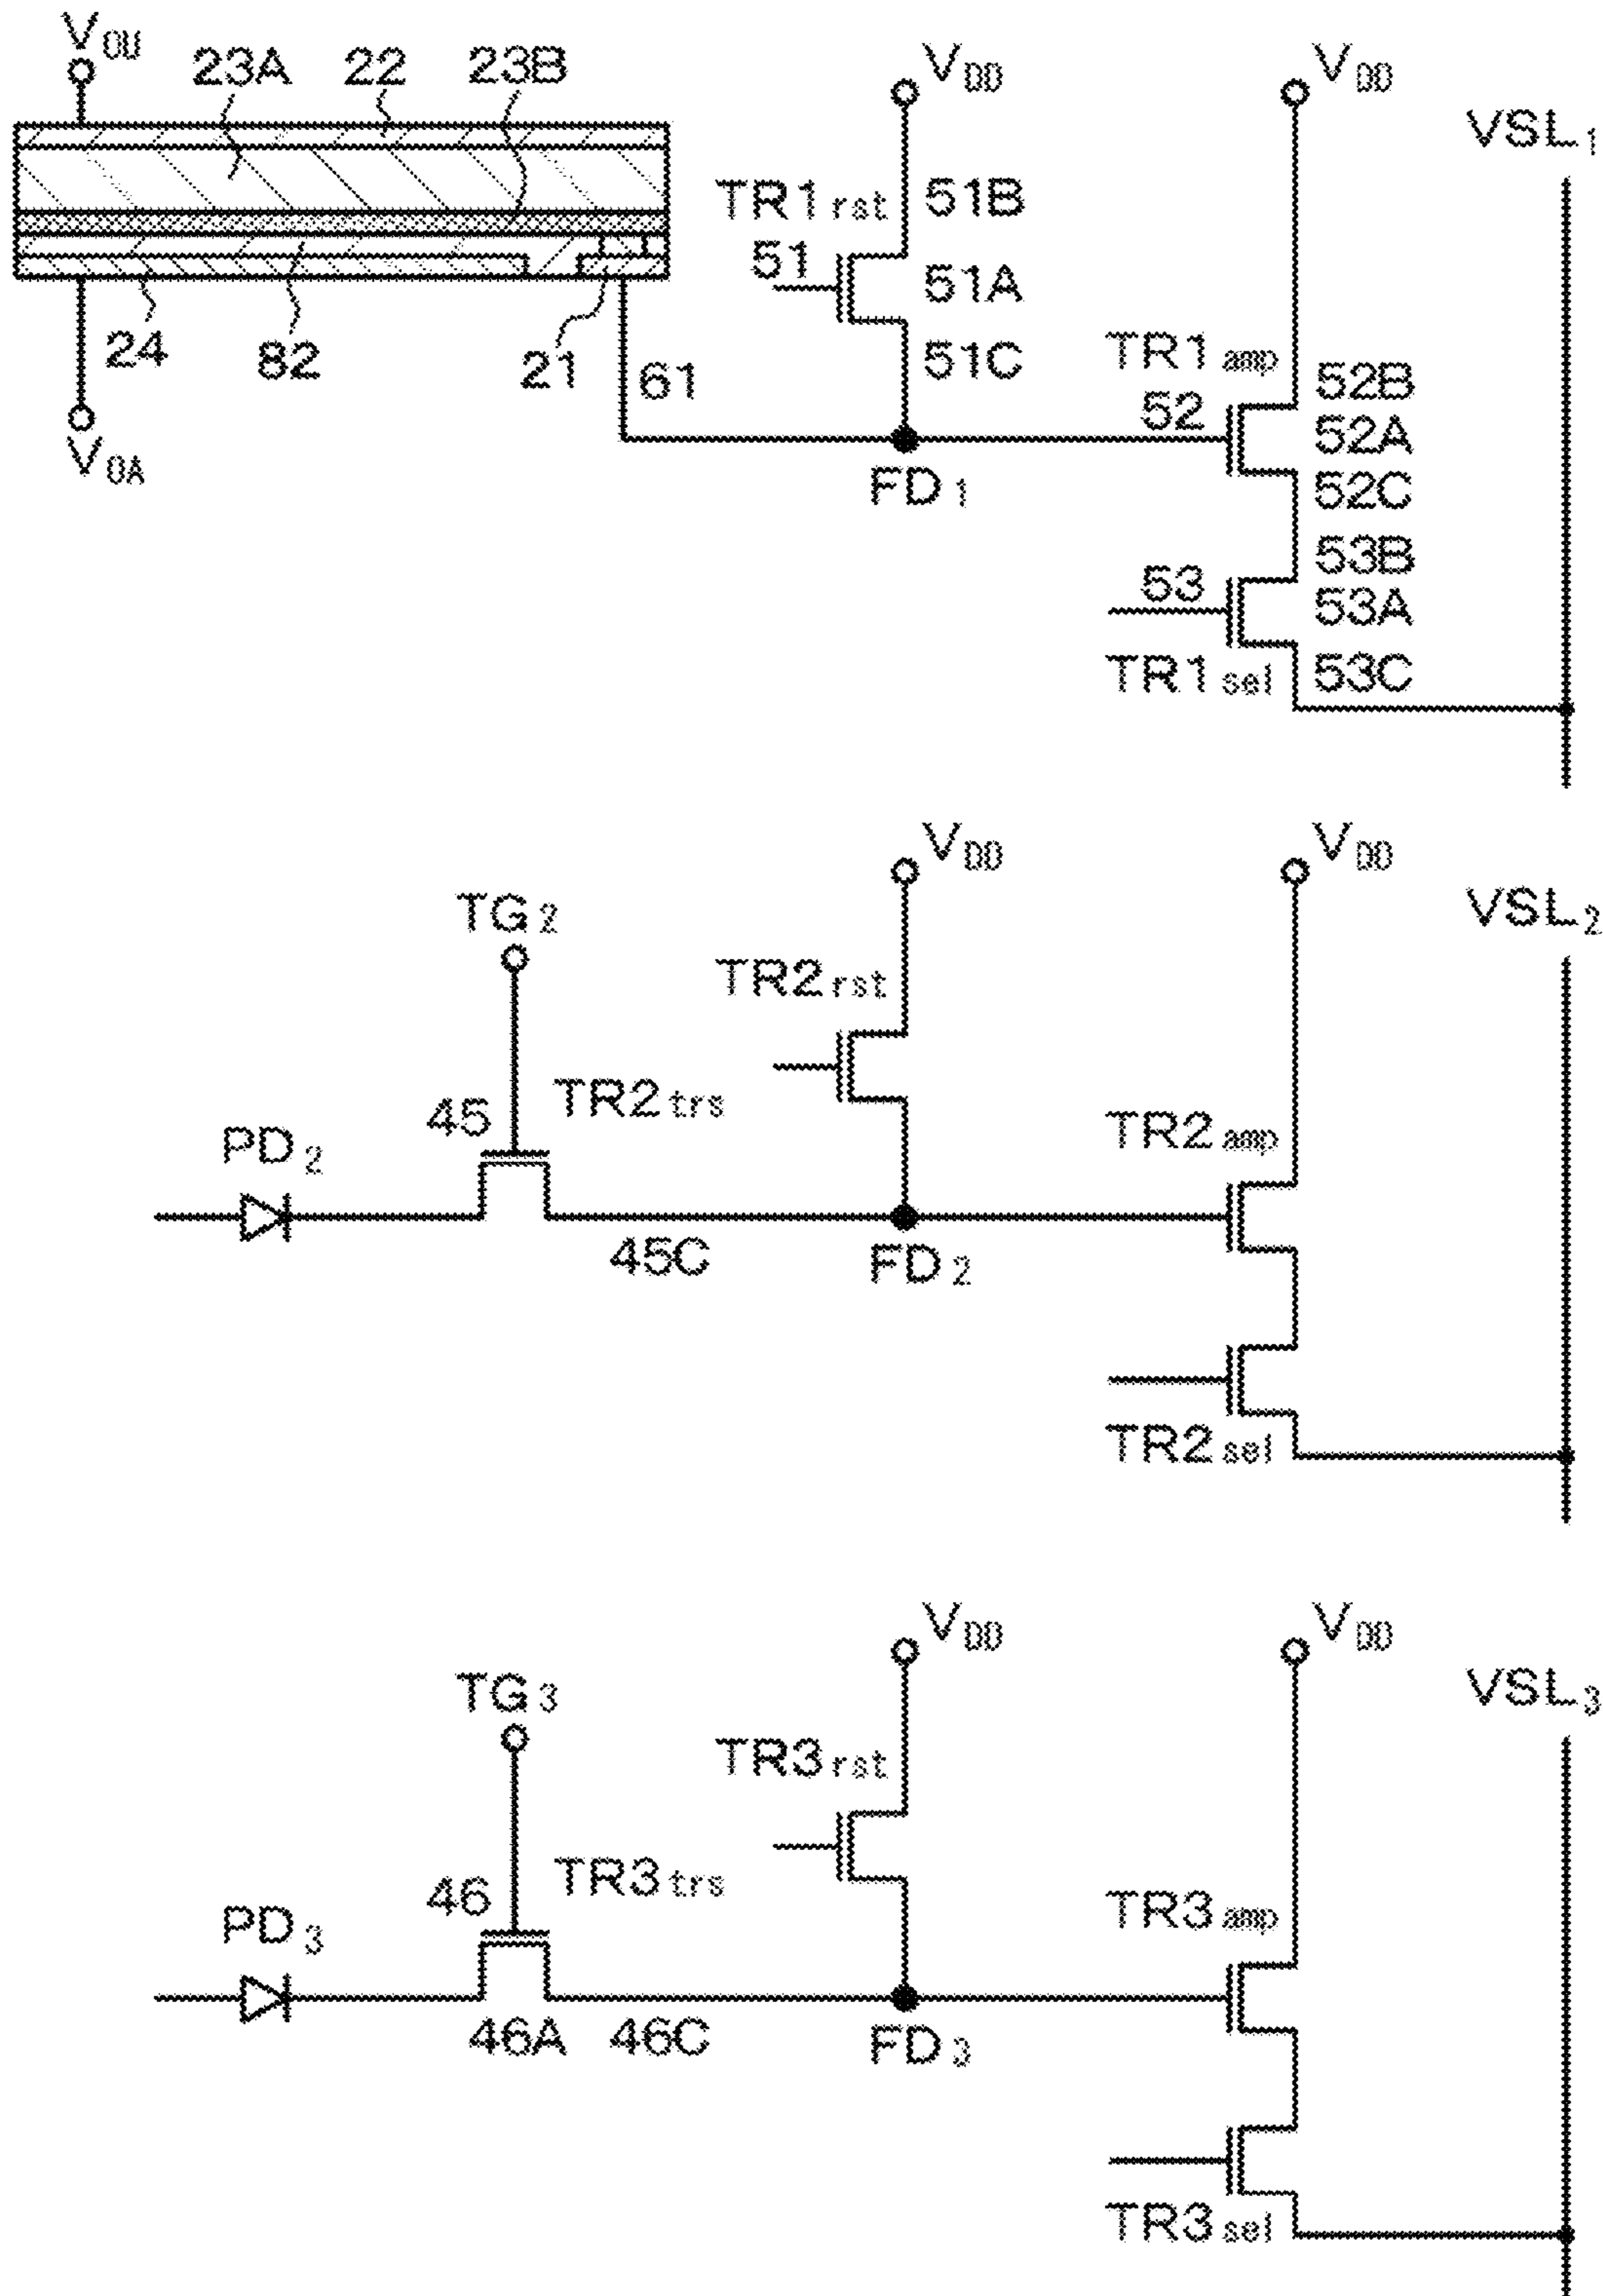 VOU 23A 22 23B VDD VDD VSL1
TR1rst 51B
51 51A
24 82 21 61 51C TR1amp 52B
52 52A
VOA FD1 52C
53B
53 53A
TR1sel 53C
VDD VDD VSL2
TG2 TR2rst
45 TR2trs TR2amp
PD2
45C FD2
TR2sel
VDD VDD VSL3
TG3 TR3rst
46 TR3trs TR3amp
PD3
46A 46C FD3
TR3sel